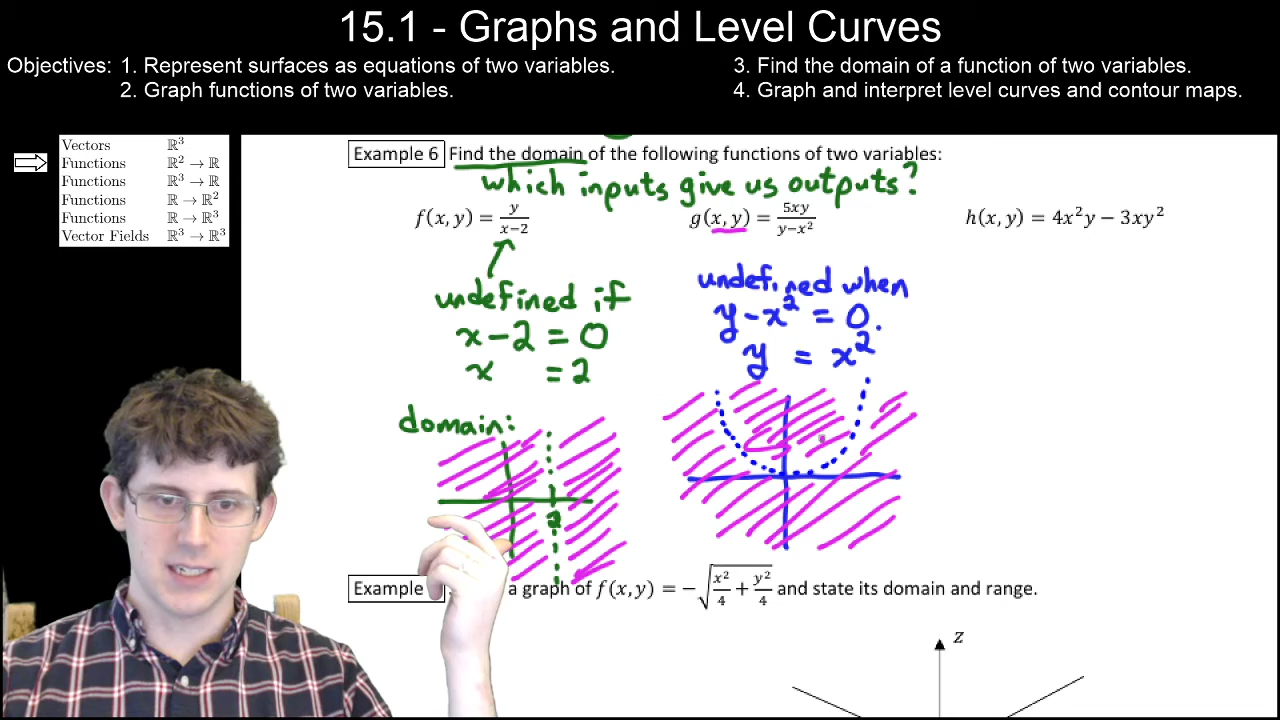 15.1 - Graphs and Level Curves
Objectives: 1. Represent surfaces as equations of two variables.
2. Graph functions of two variables.
3. Find the domain of a function of two variables.
4. Graph and interpret level curves and contour maps.
Vectors ℝ³
Functions ℝ² → ℝ
Functions ℝ³ → ℝ
Functions ℝ → ℝ²
Functions ℝ → ℝ³
Vector Fields ℝ³ → ℝ³
Example 6 Find the domain of the following functions of two variables:
which inputs give us outputs?
f(x, y) = y/(x−2)
g(x, y) = 5xy/(y−x²)
h(x, y) = 4x²y − 3xy²
undefined if
x − 2 = 0
x = 2
undefined when
y − x² = 0.
y = x²
domain:
2
Example a graph of f(x, y) = −√(x²/4 + y²/4) and state its domain and range.
z